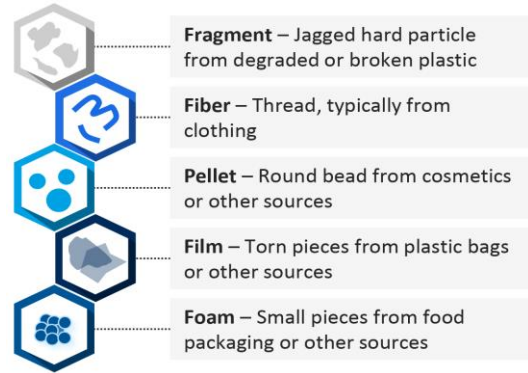 Fragment – Jagged hard particle
from degraded or broken plastic
Fiber – Thread, typically from
clothing
Pellet – Round bead from cosmetics
or other sources
Film – Torn pieces from plastic bags
or other sources
Foam – Small pieces from food
packaging or other sources